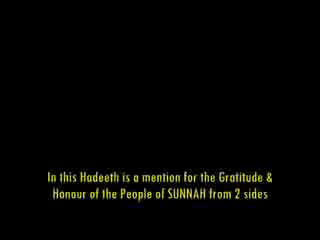 In this Hadeeth is a mention for the Gratitude &
Honour of the People of SUNNAH from 2 sides